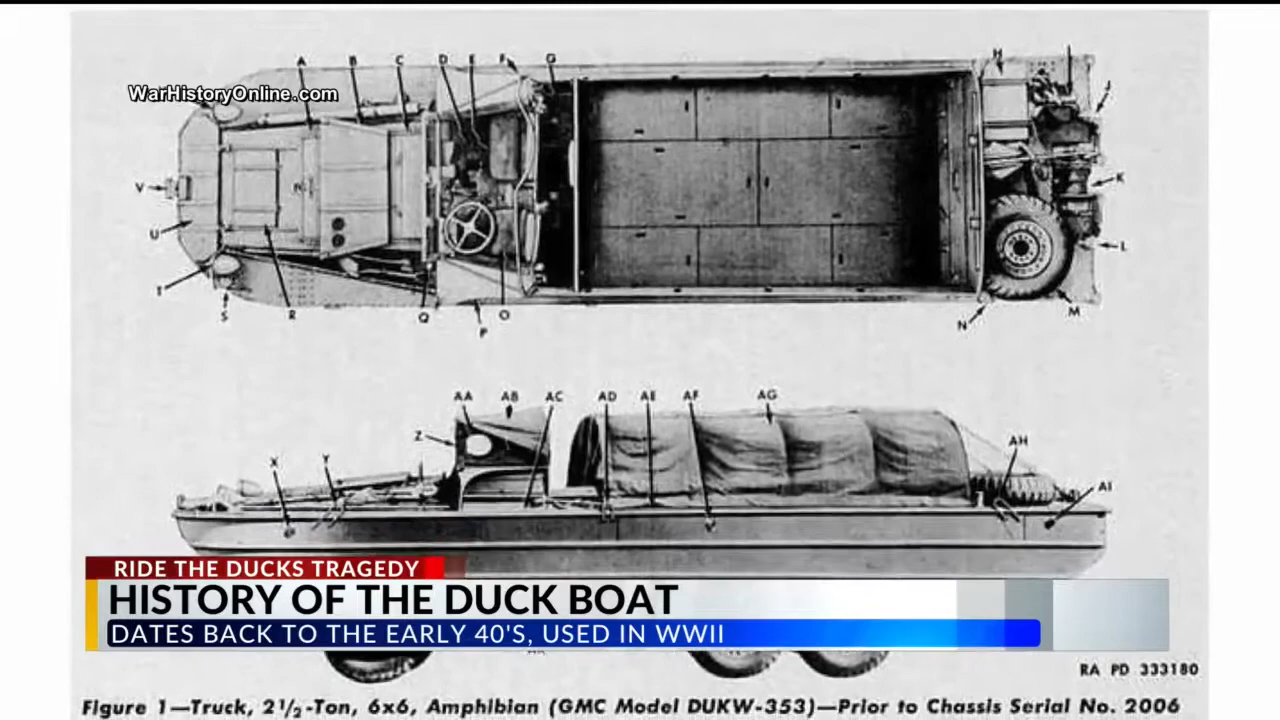 A B C D E F G H I J
WarHistoryOnline.com
V K
U L
T S R Q P O N M
AA AB AC AD AE AF AG
Z AH
X Y AI
RIDE THE DUCKS TRAGEDY
HISTORY OF THE DUCK BOAT
DATES BACK TO THE EARLY 40'S, USED IN WWII
RA PD 333180
Figure 1—Truck, 2½-Ton, 6x6, Amphibian (GMC Model DUKW-353)—Prior to Chassis Serial No. 2006